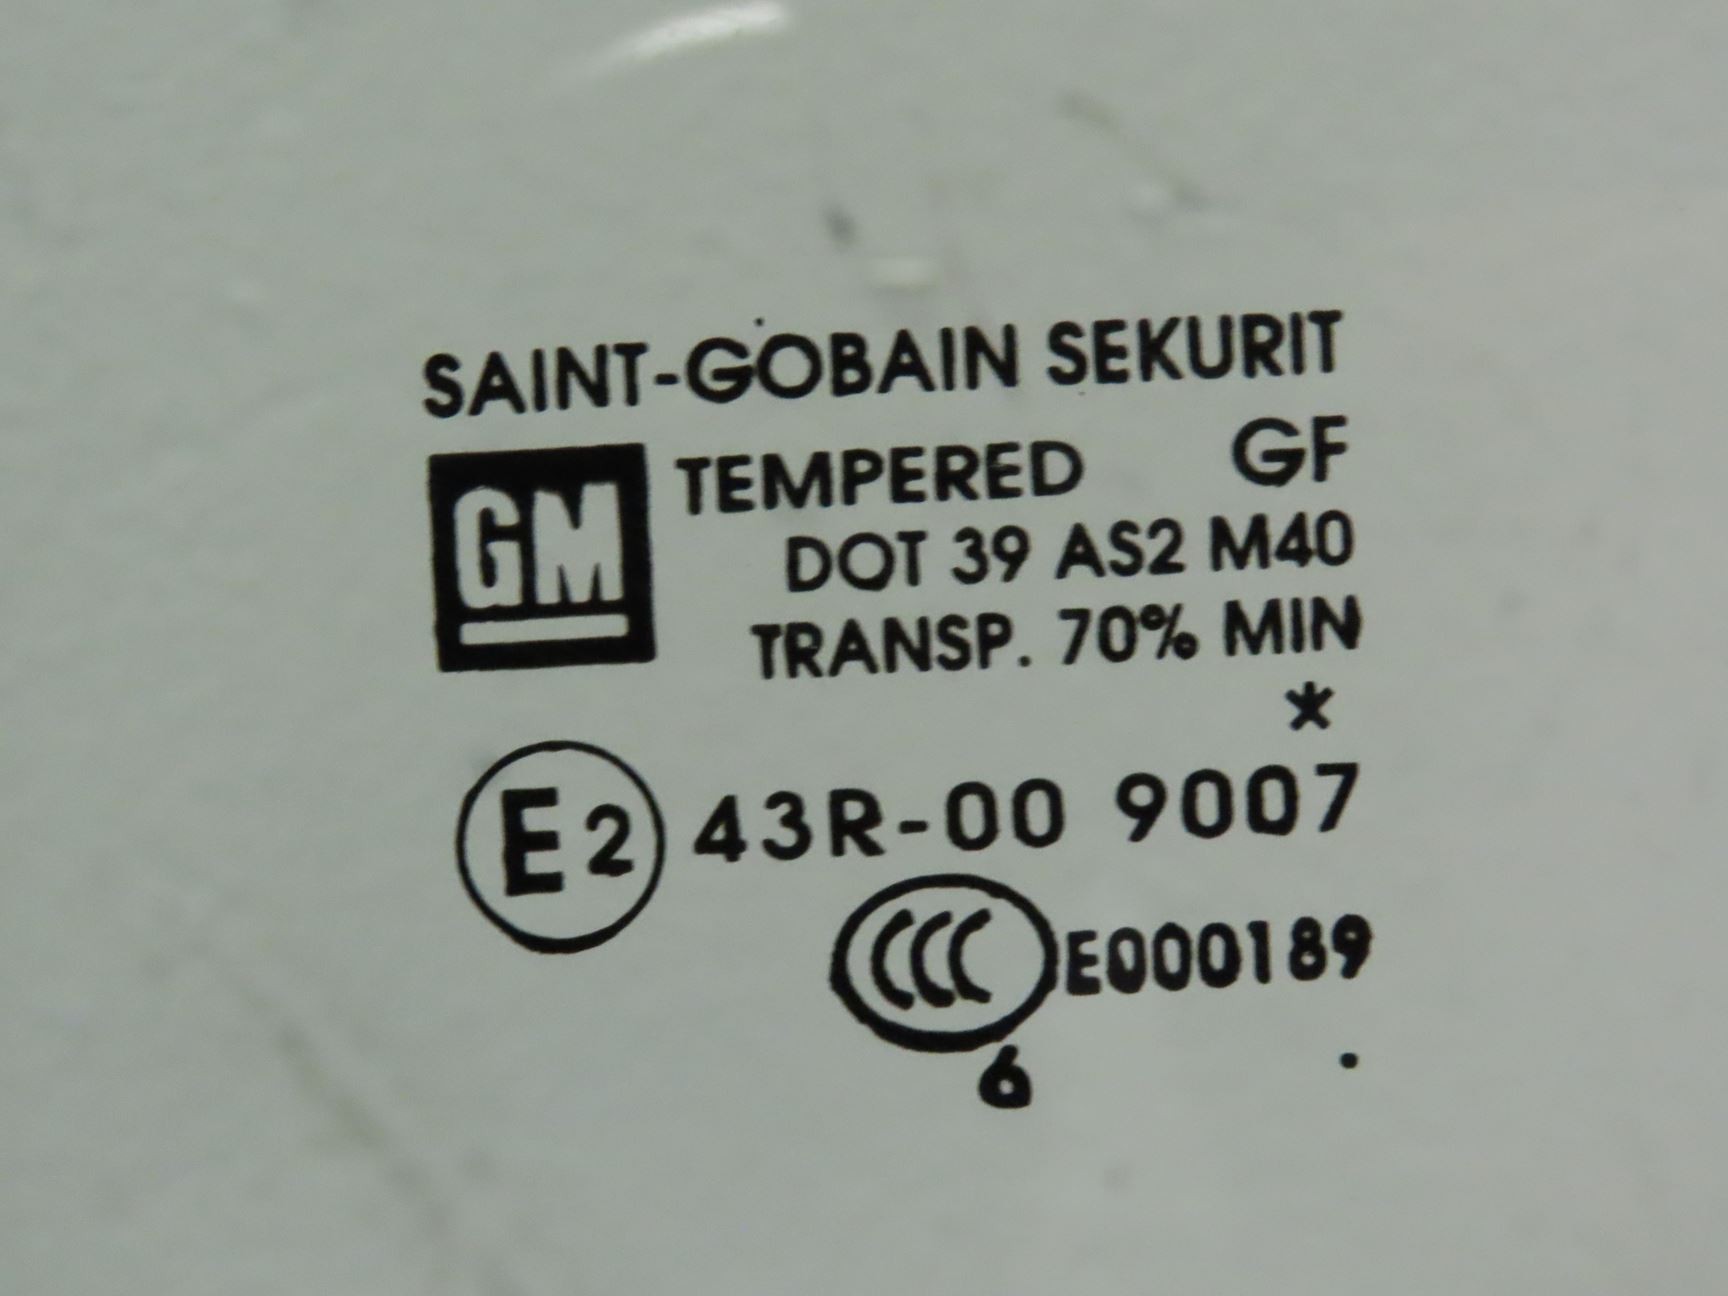 SAINT-GOBAIN SEKURIT
GM TEMPERED GF
DOT 39 AS2 M40
TRANSP. 70% MIN
*
E2 43R-00 9007
CCC E000189
6 .